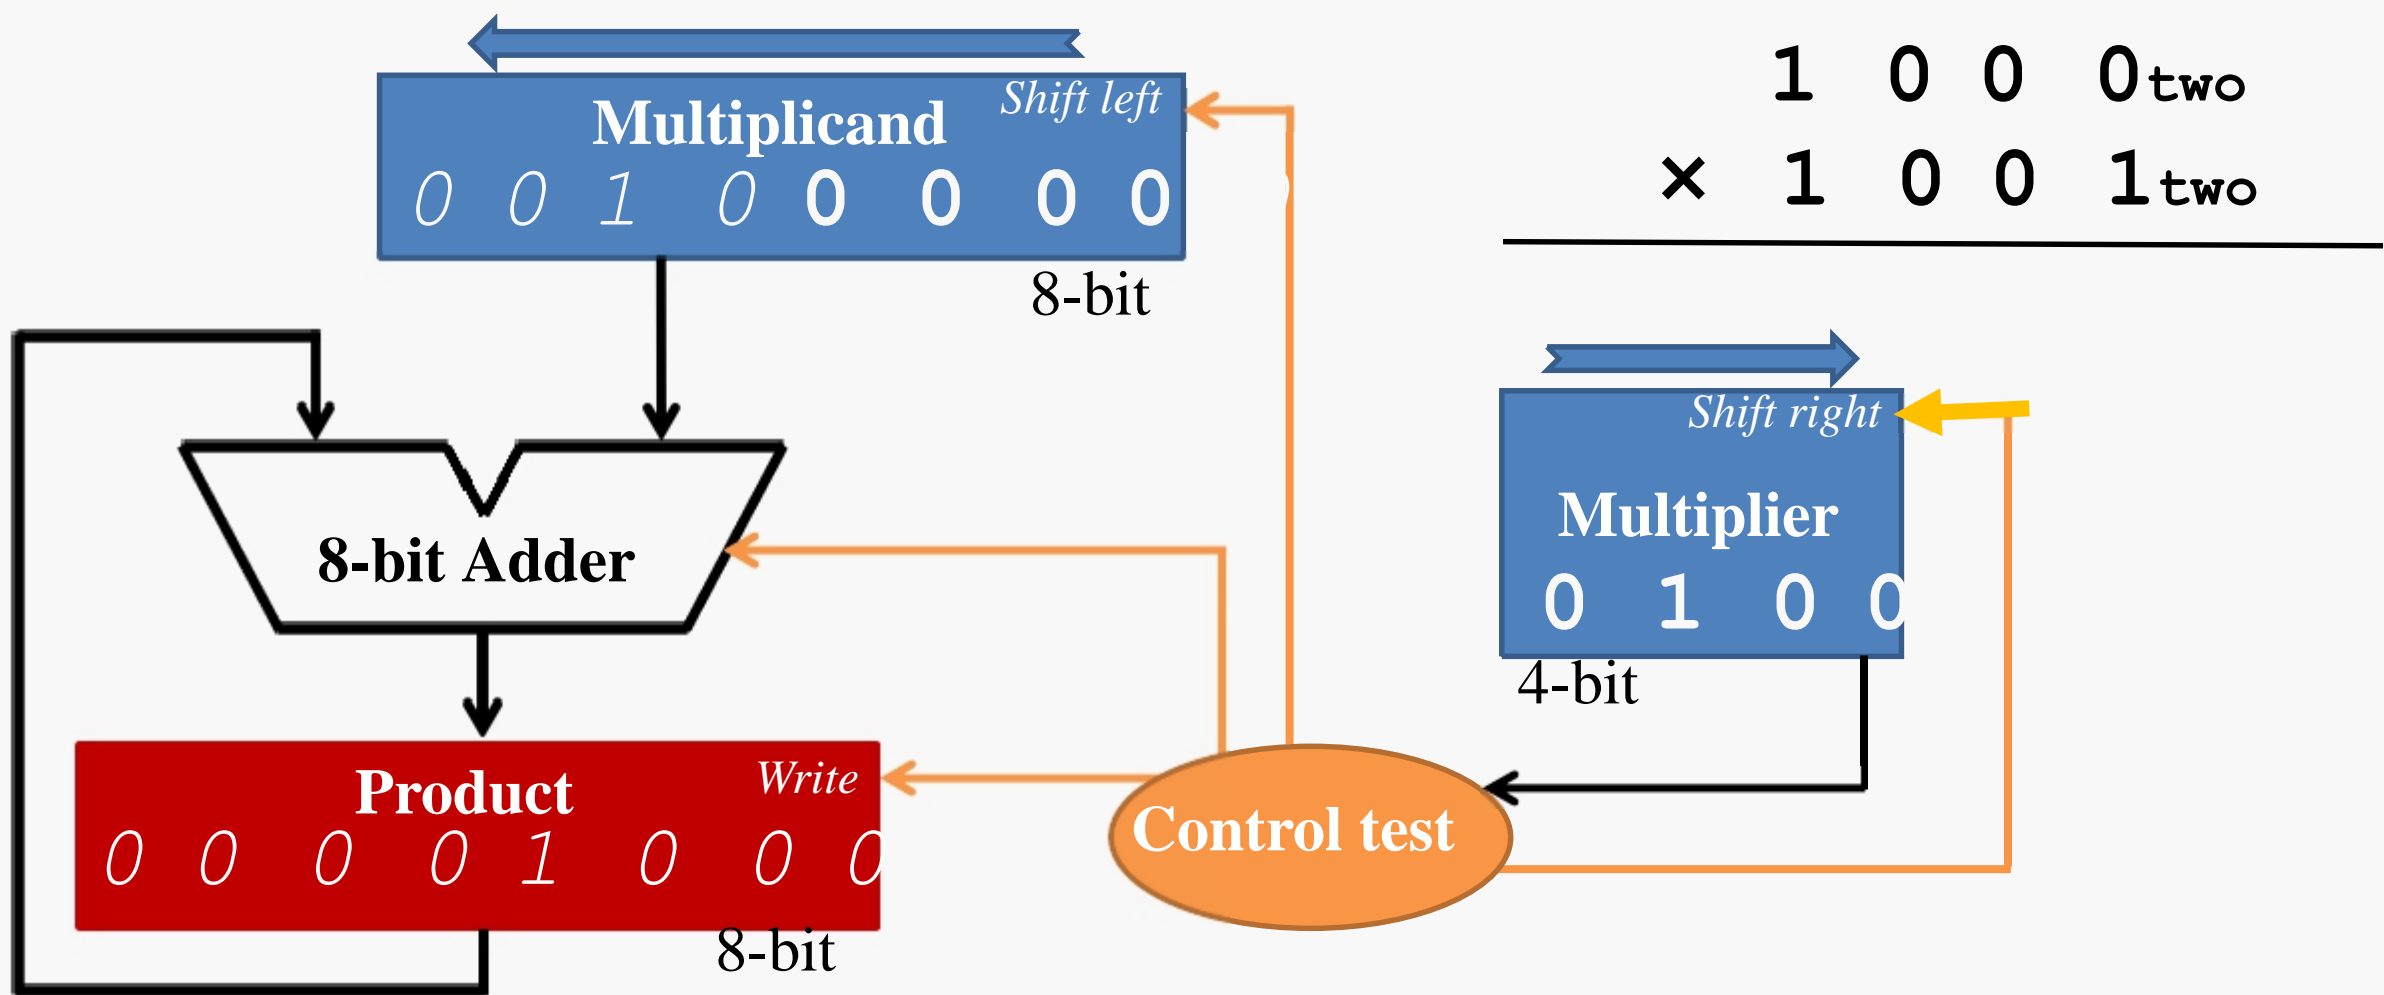 Shift left
Multiplicand
0 0 1 0 0 0 0 0
8-bit
1 0 0 0two
× 1 0 0 1two
Shift right
Multiplier
0 1 0 0
4-bit
8-bit Adder
Write
Product
0 0 0 0 1 0 0 0
8-bit
Control test